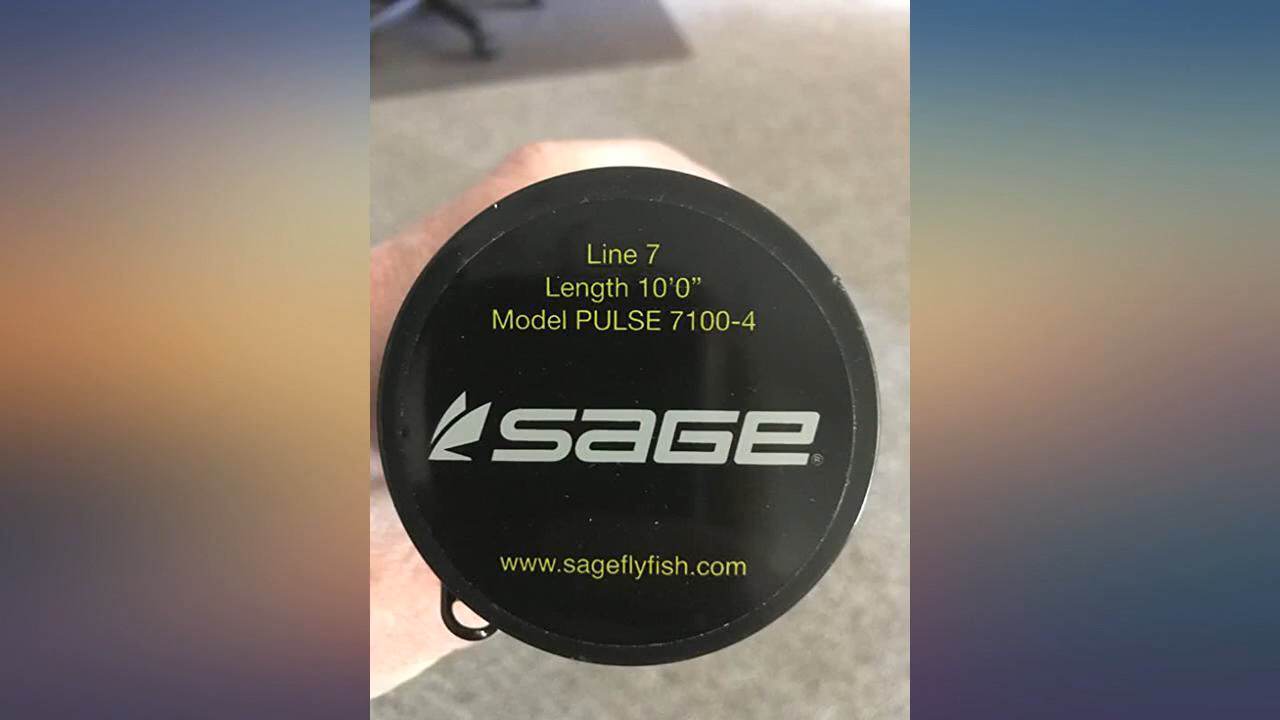 Line 7
Length 10'0”
Model PULSE 7100-4
SaGe®
www.sageflyfish.com